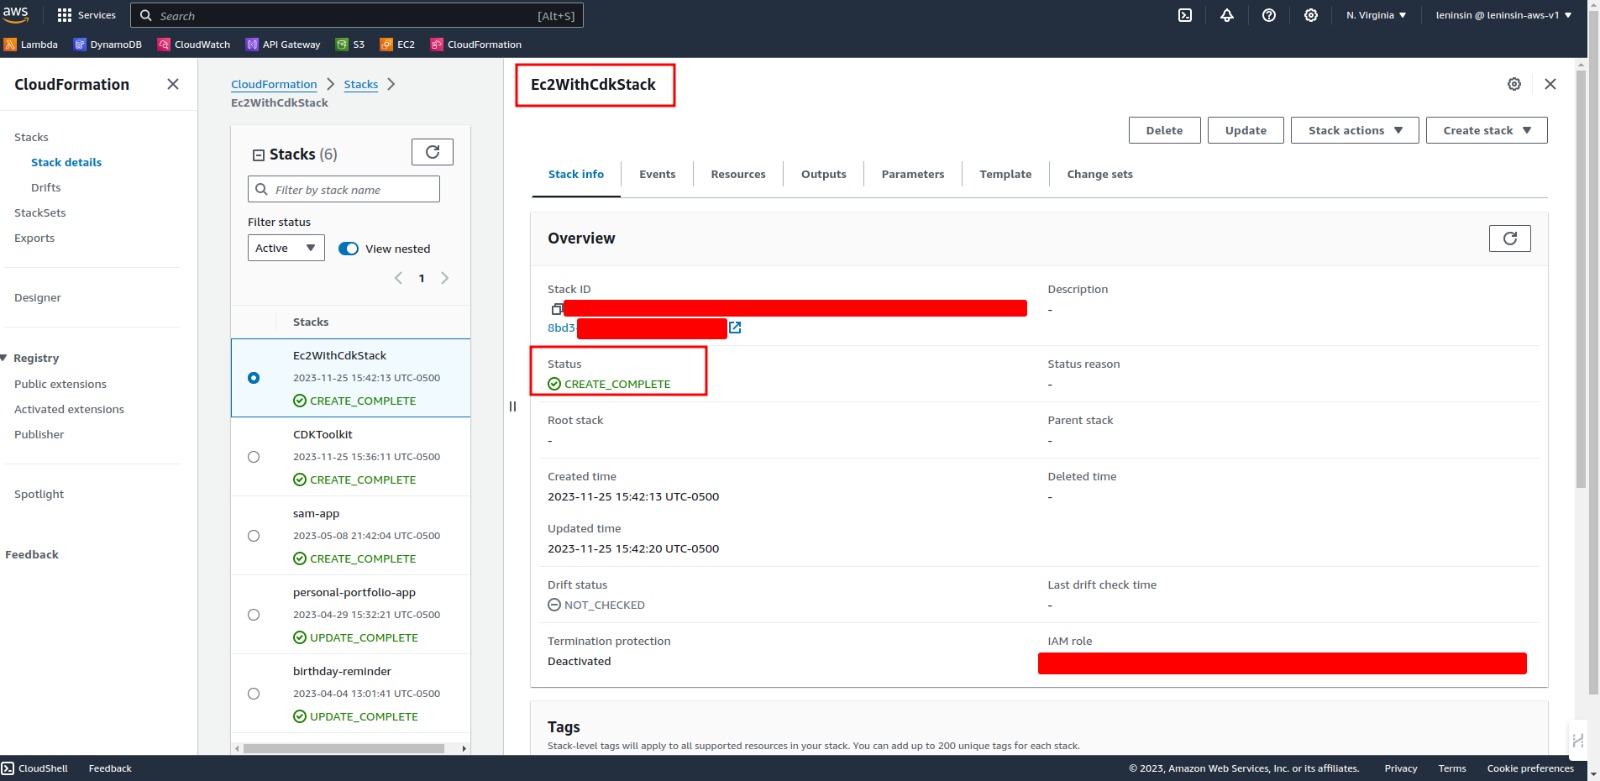 aws
Services
Search
[Alt+S]
N. Virginia
leninsin @ leninsin-aws-v1
Lambda
DynamoDB
CloudWatch
API Gateway
S3
EC2
CloudFormation
CloudFormation
Stacks
Stack details
Drifts
StackSets
Exports
Designer
Registry
Public extensions
Activated extensions
Publisher
Spotlight
Feedback
CloudFormation
Stacks
Ec2WithCdkStack
Stacks (6)
Filter by stack name
Filter status
Active
View nested
1
Stacks
Ec2WithCdkStack
2023-11-25 15:42:13 UTC-0500
CREATE_COMPLETE
CDKToolkit
2023-11-25 15:36:11 UTC-0500
CREATE_COMPLETE
sam-app
2023-05-08 21:42:04 UTC-0500
CREATE_COMPLETE
personal-portfolio-app
2023-04-29 15:32:21 UTC-0500
UPDATE_COMPLETE
birthday-reminder
2023-04-04 13:01:41 UTC-0500
UPDATE_COMPLETE
Ec2WithCdkStack
Delete
Update
Stack actions
Create stack
Stack info
Events
Resources
Outputs
Parameters
Template
Change sets
Overview
Stack ID
8bd3-
Description
-
Status
CREATE_COMPLETE
Status reason
-
Root stack
-
Parent stack
-
Created time
2023-11-25 15:42:13 UTC-0500
Deleted time
-
Updated time
2023-11-25 15:42:20 UTC-0500
Drift status
NOT_CHECKED
Last drift check time
-
Termination protection
Deactivated
IAM role
Tags
Stack-level tags will apply to all supported resources in your stack. You can add up to 200 unique tags for each stack.
CloudShell
Feedback
© 2023, Amazon Web Services, Inc. or its affiliates.
Privacy
Terms
Cookie preferences